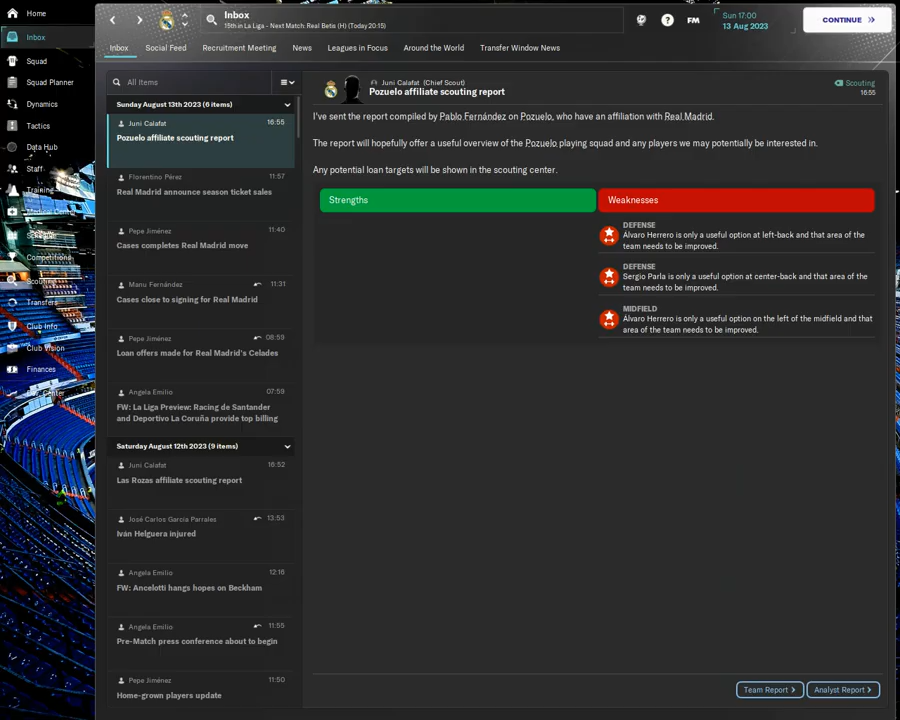 Home
Inbox
Squad
Squad Planner
Dynamics
Tactics
Data Hub
Staff
Training
Competitions
Scouting
Transfers
Club Info
Club Vision
Finances
Inbox
15th in La Liga - Next Match: Real Betis (H) (Today 20:15)
?
FM
Sun 17:00
13 Aug 2023
CONTINUE
Inbox
Social Feed
Recruitment Meeting
News
Leagues in Focus
Around the World
Transfer Window News
All Items
Sunday August 13th 2023 (6 items)
Juni Calafat 16:55
Pozuelo affiliate scouting report
Florentino Pérez 11:57
Real Madrid announce season ticket sales
Pepe Jiménez 11:40
Cases completes Real Madrid move
Manu Fernández 11:31
Cases close to signing for Real Madrid
Pepe Jiménez 08:59
Loan offers made for Real Madrid's Celades
Angela Emilio 07:59
FW: La Liga Preview: Racing de Santander
and Deportivo La Coruña provide top billing
Saturday August 12th 2023 (9 items)
Juni Calafat 16:52
Las Rozas affiliate scouting report
José Carlos García Parrales 13:53
Iván Helguera injured
Angela Emilio 12:16
FW: Ancelotti hangs hopes on Beckham
Angela Emilio 11:55
Pre-Match press conference about to begin
Pepe Jiménez 11:50
Home-grown players update
Juni Calafat (Chief Scout)
Pozuelo affiliate scouting report
Scouting
16:55
I've sent the report compiled by Pablo Fernández on Pozuelo, who have an affiliation with Real Madrid.
The report will hopefully offer a useful overview of the Pozuelo playing squad and any players we may potentially be interested in.
Any potential loan targets will be shown in the scouting center.
Strengths
Weaknesses
DEFENSE
Álvaro Herrero is only a useful option at left-back and that area of the
team needs to be improved.
DEFENSE
Sergio Parla is only a useful option at center-back and that area of the
team needs to be improved.
MIDFIELD
Álvaro Herrero is only a useful option on the left of the midfield and that
area of the team needs to be improved.
Team Report >
Analyst Report >